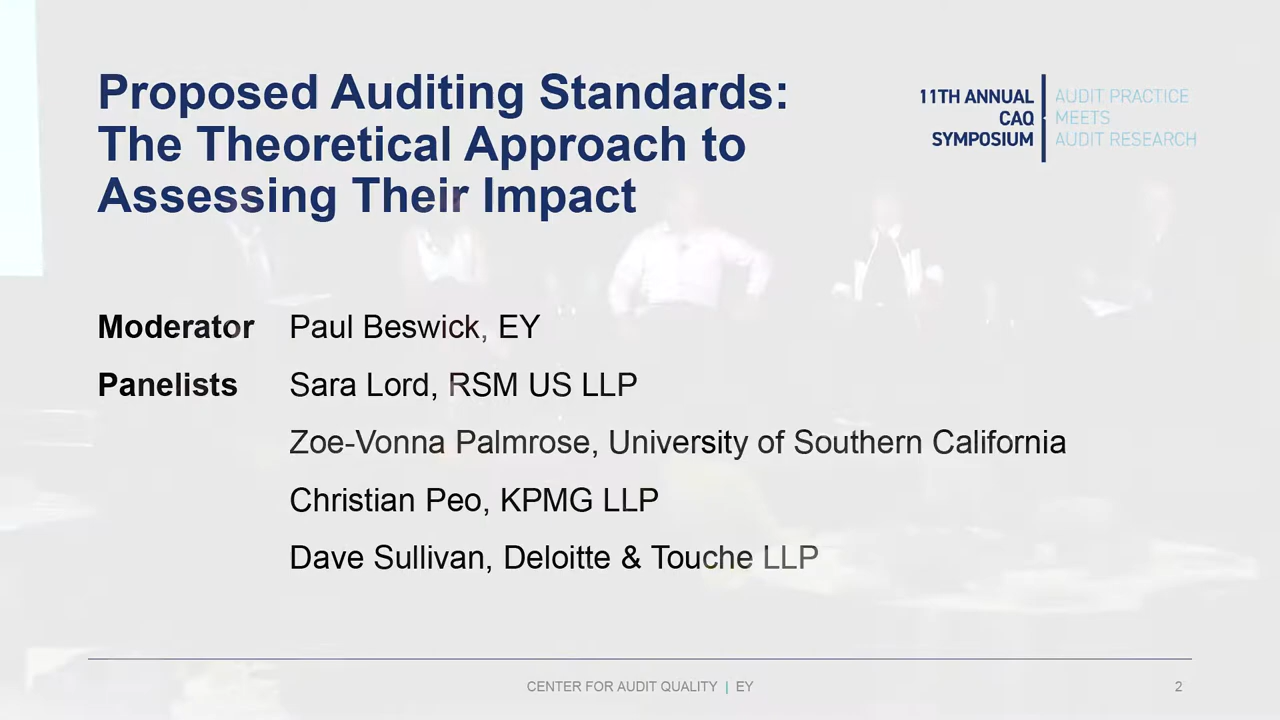 Proposed Auditing Standards:
The Theoretical Approach to
Assessing Their Impact
11TH ANNUAL
CAQ
SYMPOSIUM
AUDIT PRACTICE
MEETS
AUDIT RESEARCH
Moderator Paul Beswick, EY
Panelists Sara Lord, RSM US LLP
Zoe-Vonna Palmrose, University of Southern California
Christian Peo, KPMG LLP
Dave Sullivan, Deloitte & Touche LLP
CENTER FOR AUDIT QUALITY | EY
2